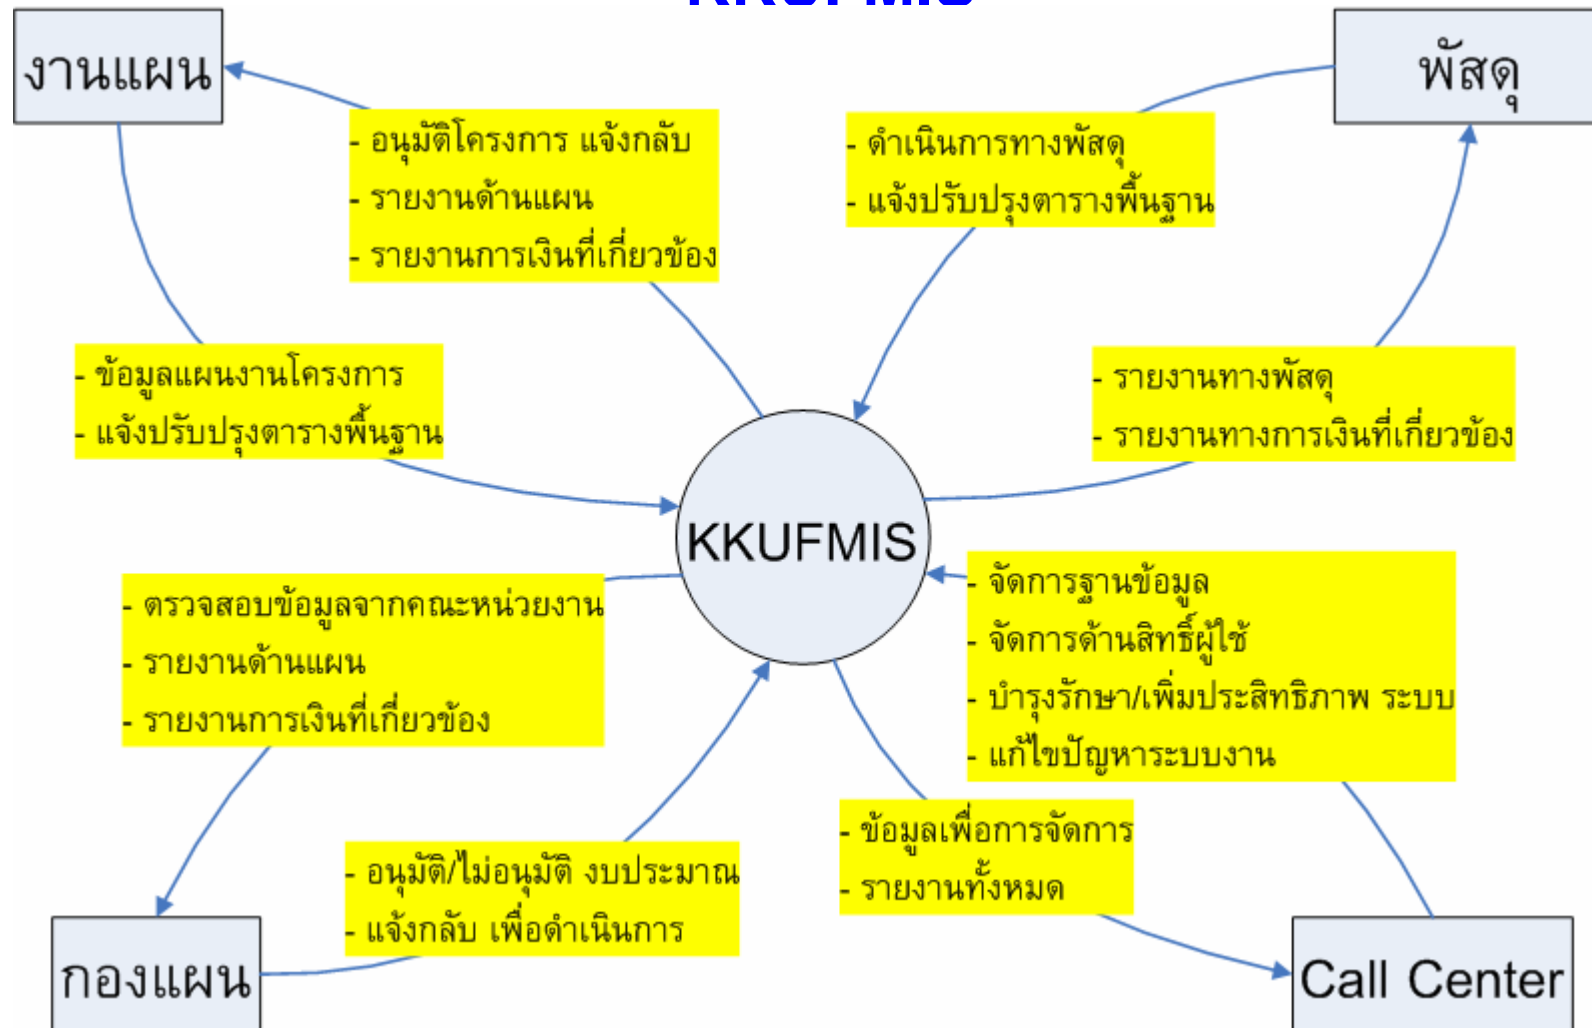 KKUFMIS
งานแผน
พัสดุ
- อนุมัติโครงการ แจ้งกลับ
- รายงานด้านแผน
- รายงานการเงินที่เกี่ยวข้อง
- ดำเนินการทางพัสดุ
- แจ้งปรับปรุงตารางพื้นฐาน
- ข้อมูลแผนงานโครงการ
- แจ้งปรับปรุงตารางพื้นฐาน
- รายงานทางพัสดุ
- รายงานทางการเงินที่เกี่ยวข้อง
KKUFMIS
- ตรวจสอบข้อมูลจากคณะหน่วยงาน
- รายงานด้านแผน
- รายงานการเงินที่เกี่ยวข้อง
- จัดการฐานข้อมูล
- จัดการด้านสิทธิ์ผู้ใช้
- บำรุงรักษา/เพิ่มประสิทธิภาพ ระบบ
- แก้ไขปัญหาระบบงาน
- อนุมัติ/ไม่อนุมัติ งบประมาณ
- แจ้งกลับ เพื่อดำเนินการ
- ข้อมูลเพื่อการจัดการ
- รายงานทั้งหมด
กองแผน
Call Center